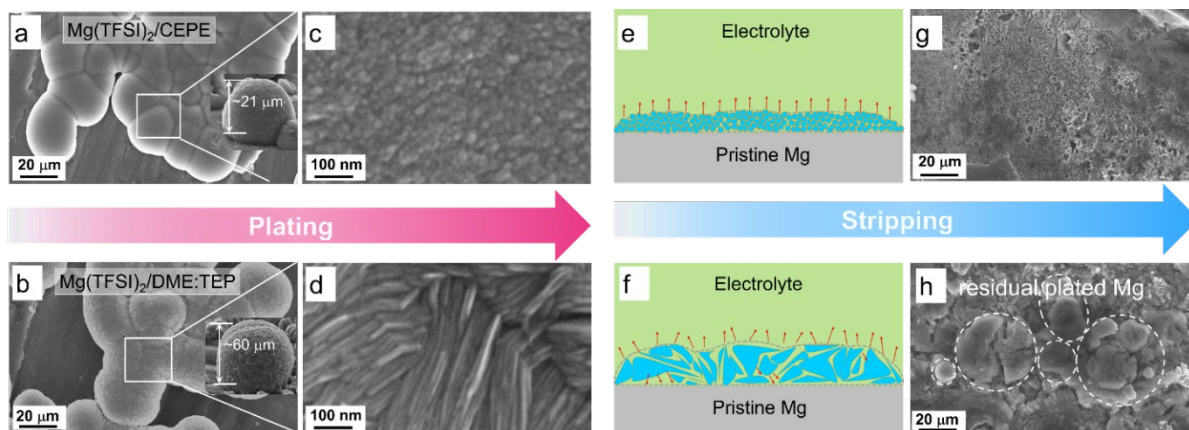 a
Mg(TFSI)₂/CEPE
~21 μm
20 μm
c
100 nm
e
Electrolyte
Pristine Mg
g
20 μm
Plating
Stripping
b
Mg(TFSI)₂/DME:TEP
~60 μm
20 μm
d
100 nm
f
Electrolyte
Pristine Mg
h
residual plated Mg
20 μm